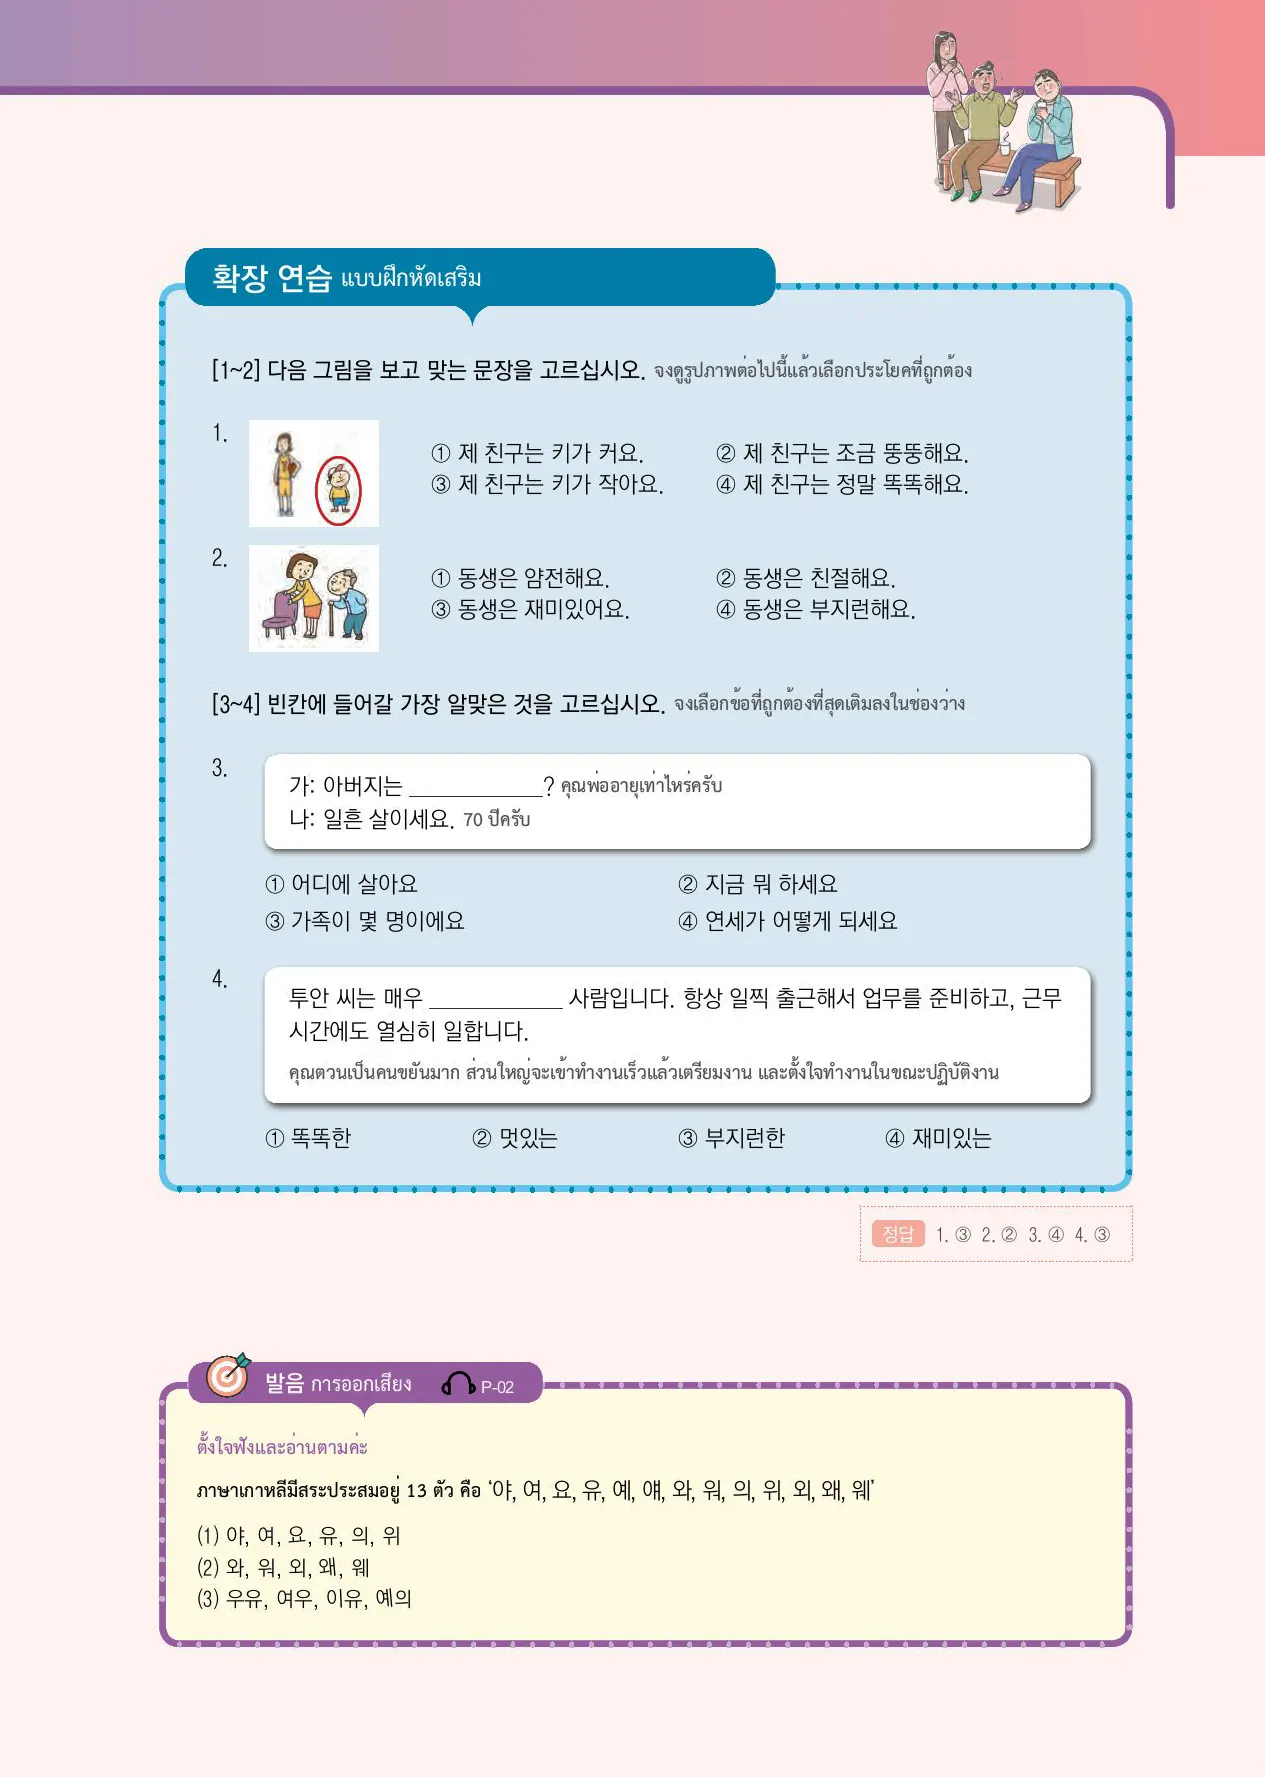 확장 연습 แบบฝึกหัดเสริม
[1~2] 다음 그림을 보고 맞는 문장을 고르십시오. จงดูรูปภาพต่อไปนี้แล้วเลือกประโยคที่ถูกต้อง
1.
① 제 친구는 키가 커요. ② 제 친구는 조금 뚱뚱해요.
③ 제 친구는 키가 작아요. ④ 제 친구는 정말 똑똑해요.
2.
① 동생은 얌전해요. ② 동생은 친절해요.
③ 동생은 재미있어요. ④ 동생은 부지런해요.
[3~4] 빈칸에 들어갈 가장 알맞은 것을 고르십시오. จงเลือกข้อที่ถูกต้องที่สุดเติมลงในช่องว่าง
3.
가: 아버지는 ____________? คุณพ่ออายุเท่าไหร่ครับ
나: 일흔 살이세요. 70 ปีครับ
① 어디에 살아요 ② 지금 뭐 하세요
③ 가족이 몇 명이에요 ④ 연세가 어떻게 되세요
4.
투안 씨는 매우 ____________ 사람입니다. 항상 일찍 출근해서 업무를 준비하고, 근무
시간에도 열심히 일합니다.
คุณตวนเป็นคนขยันมาก ส่วนใหญ่จะเข้าทำงานเร็วแล้วเตรียมงาน และตั้งใจทำงานในขณะปฏิบัติงาน
① 똑똑한 ② 멋있는 ③ 부지런한 ④ 재미있는
정답 1. ③ 2. ② 3. ④ 4. ③
발음 การออกเสียง P-02
ตั้งใจฟังและอ่านตามค่ะ
ภาษาเกาหลีมีสระประสมอยู่ 13 ตัว คือ ‘야, 여, 요, 유, 예, 얘, 와, 워, 의, 위, 외, 왜, 웨’
(1) 야, 여, 요, 유, 의, 위
(2) 와, 워, 외, 왜, 웨
(3) 우유, 여우, 이유, 예의